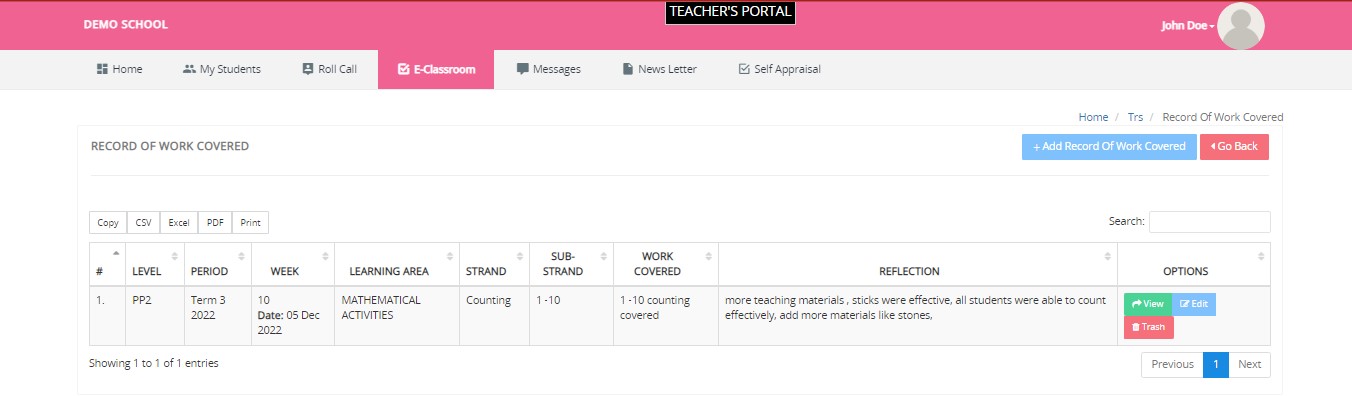 TEACHER'S PORTAL
DEMO SCHOOL
John Doe
Home My Students Roll Call E-Classroom Messages News Letter Self Appraisal
Home / Trs / Record Of Work Covered
RECORD OF WORK COVERED
+ Add Record Of Work Covered Go Back
Copy CSV Excel PDF Print
Search:
# LEVEL PERIOD WEEK LEARNING AREA STRAND SUB-STRAND WORK COVERED REFLECTION OPTIONS
1. PP2 Term 3 2022 10 Date: 05 Dec 2022 MATHEMATICAL ACTIVITIES Counting 1 -10 1 -10 counting covered
more teaching materials , sticks were effective, all students were able to count
effectively, add more materials like stones,
View Edit
Trash
Showing 1 to 1 of 1 entries
Previous 1 Next